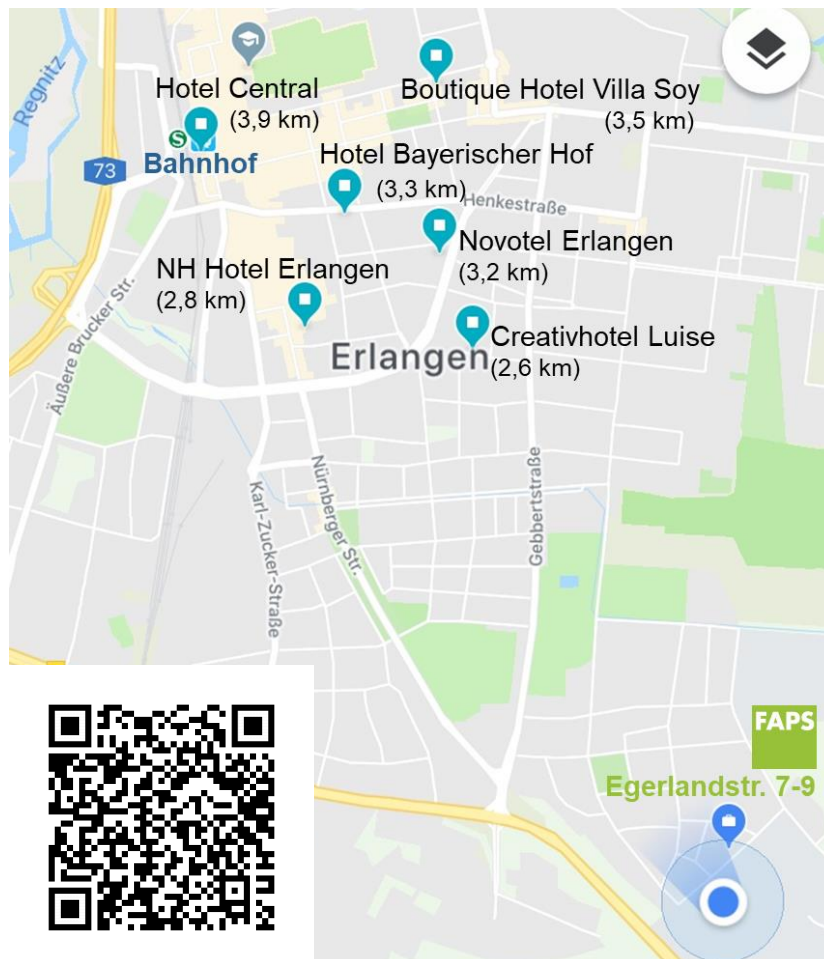 Regnitz
Hotel Central
(3,9 km)
Boutique Hotel Villa Soy
(3,5 km)
S
Bahnhof
73
Hotel Bayerischer Hof
(3,3 km)
Henkestraße
Novotel Erlangen
(3,2 km)
NH Hotel Erlangen
(2,8 km)
Äußere Brucker Str.
Creativhotel Luise
(2,6 km)
Erlangen
Nürnberger Str.
Karl-Zucker-Straße
Gebbertstraße
FAPS
Egerlandstr. 7-9